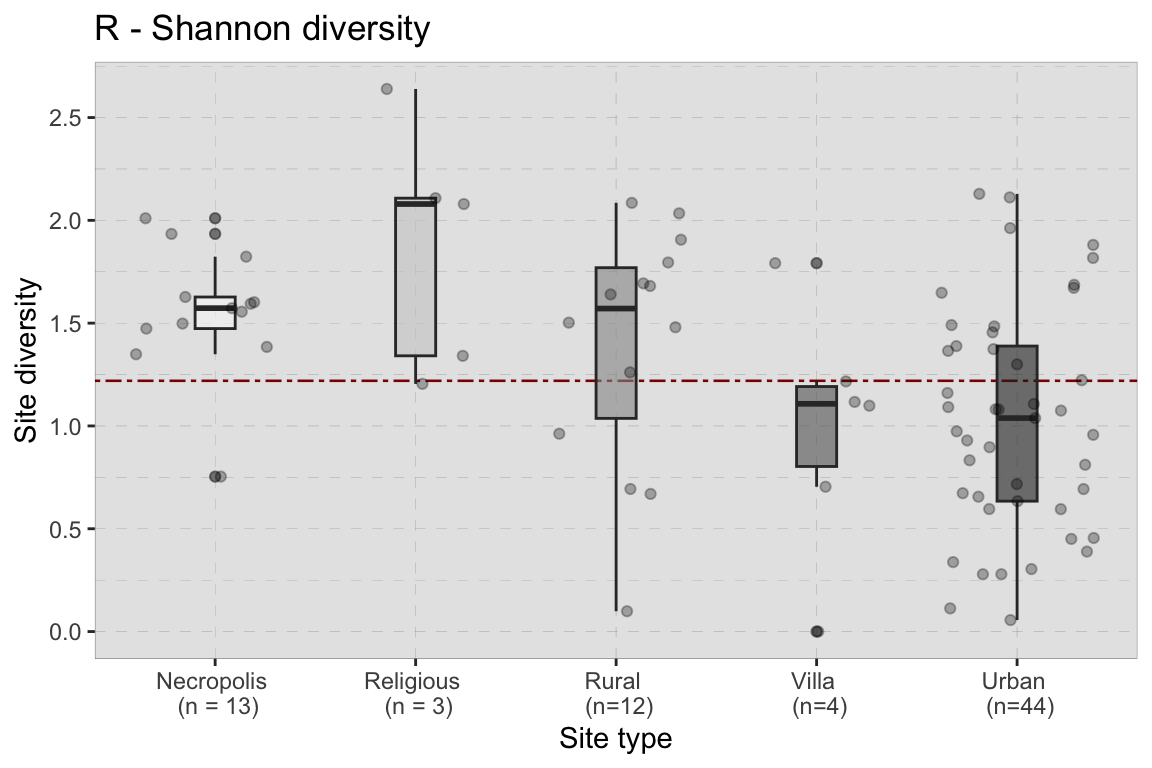 R - Shannon diversity
Site diversity
2.5
2.0
1.5
1.0
0.5
0.0
Necropolis Religious Rural Villa Urban
(n = 13) (n = 3) (n=12) (n=4) (n=44)
Site type